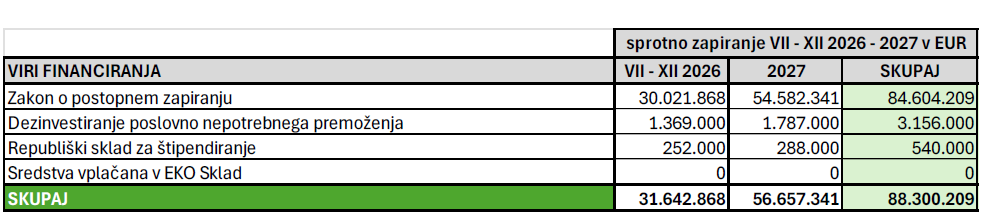 sprotno zapiranje VII - XII 2026 - 2027 v EUR
VIRI FINANCIRANJA VII - XII 2026 2027 SKUPAJ
Zakon o postopnem zapiranju 30.021.868 54.582.341 84.604.209
Dezinvestiranje poslovno nepotrebnega premoženja 1.369.000 1.787.000 3.156.000
Republiški sklad za štipendiranje 252.000 288.000 540.000
Sredstva vplačana v EKO Sklad 0 0 0
SKUPAJ 31.642.868 56.657.341 88.300.209